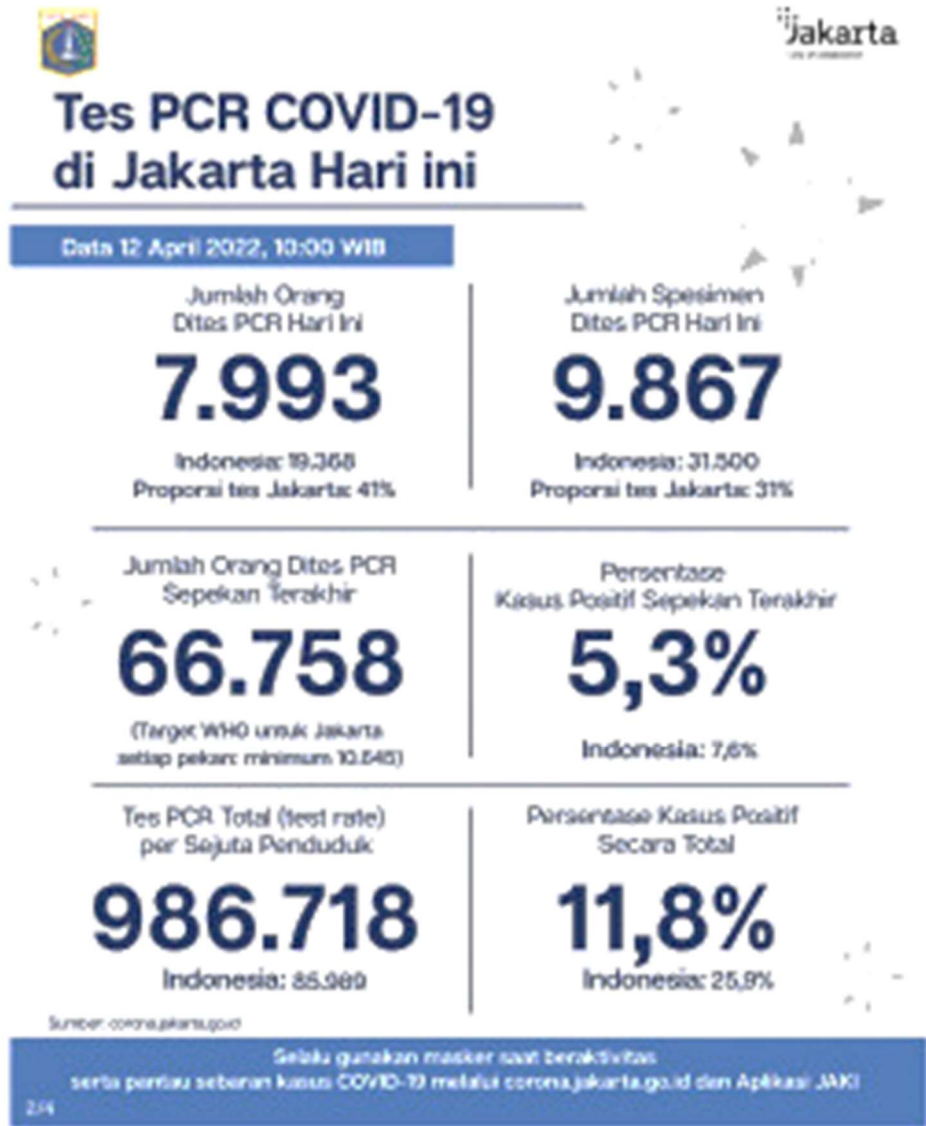 Jakarta
Tes PCR COVID-19
di Jakarta Hari ini
Data 12 April 2022, 10:00 WIB
Jumlah Orang
Dites PCR Hari Ini
7.993
Indonesia: 19.368
Proporsi tes Jakarta: 41%
Jumlah Spesimen
Dites PCR Hari Ini
9.867
Indonesia: 31.500
Proporsi tes Jakarta: 31%
Jumlah Orang Dites PCR
Sepekan Terakhir
66.758
(Target WHO untuk Jakarta
setiap pekan: minimum 10.645)
Persentase
Kasus Positif Sepekan Terakhir
5,3%
Indonesia: 7,6%
Tes PCR Total (test rate)
per Sejuta Penduduk
986.718
Indonesia: 85.989
Persentase Kasus Positif
Secara Total
11,8%
Indonesia: 25,9%
Sumber: corona.jakarta.go.id
Selalu gunakan masker saat beraktivitas
serta pantau sebaran kasus COVID-19 melalui corona.jakarta.go.id dan Aplikasi JAKI
2/4